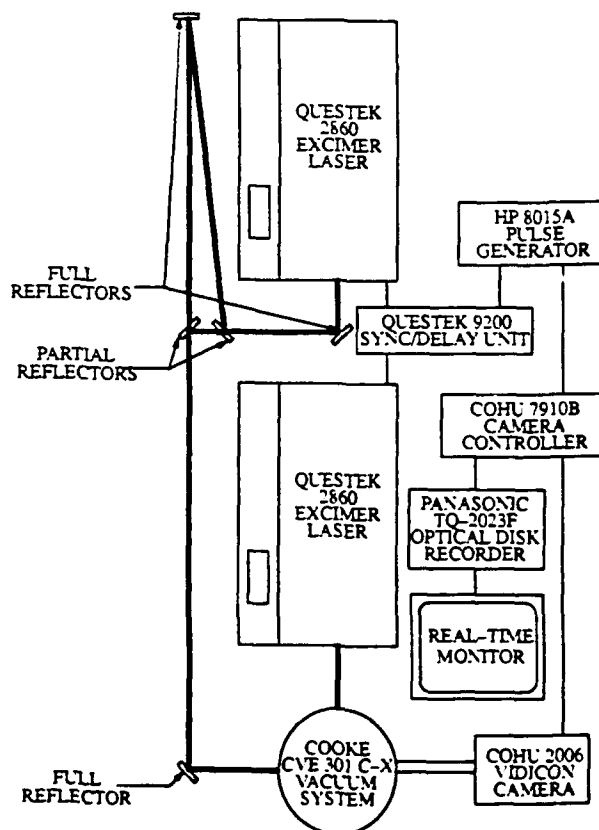 QUESTEK
2860
EXCIMER
LASER
HP 8015A
PULSE
GENERATOR
FULL
REFLECTORS
QUESTEK 9200
SYNC/DELAY UNIT
PARTIAL
REFLECTORS
COHU 7910B
CAMERA
CONTROLLER
QUESTEK
2860
EXCIMER
LASER
PANASONIC
TQ-2023F
OPTICAL DISK
RECORDER
REAL-TIME
MONITOR
COOKE
CVE 301 C-X
VACUUM
SYSTEM
COHU 2006
VIDICON
CAMERA
FULL
REFLECTOR